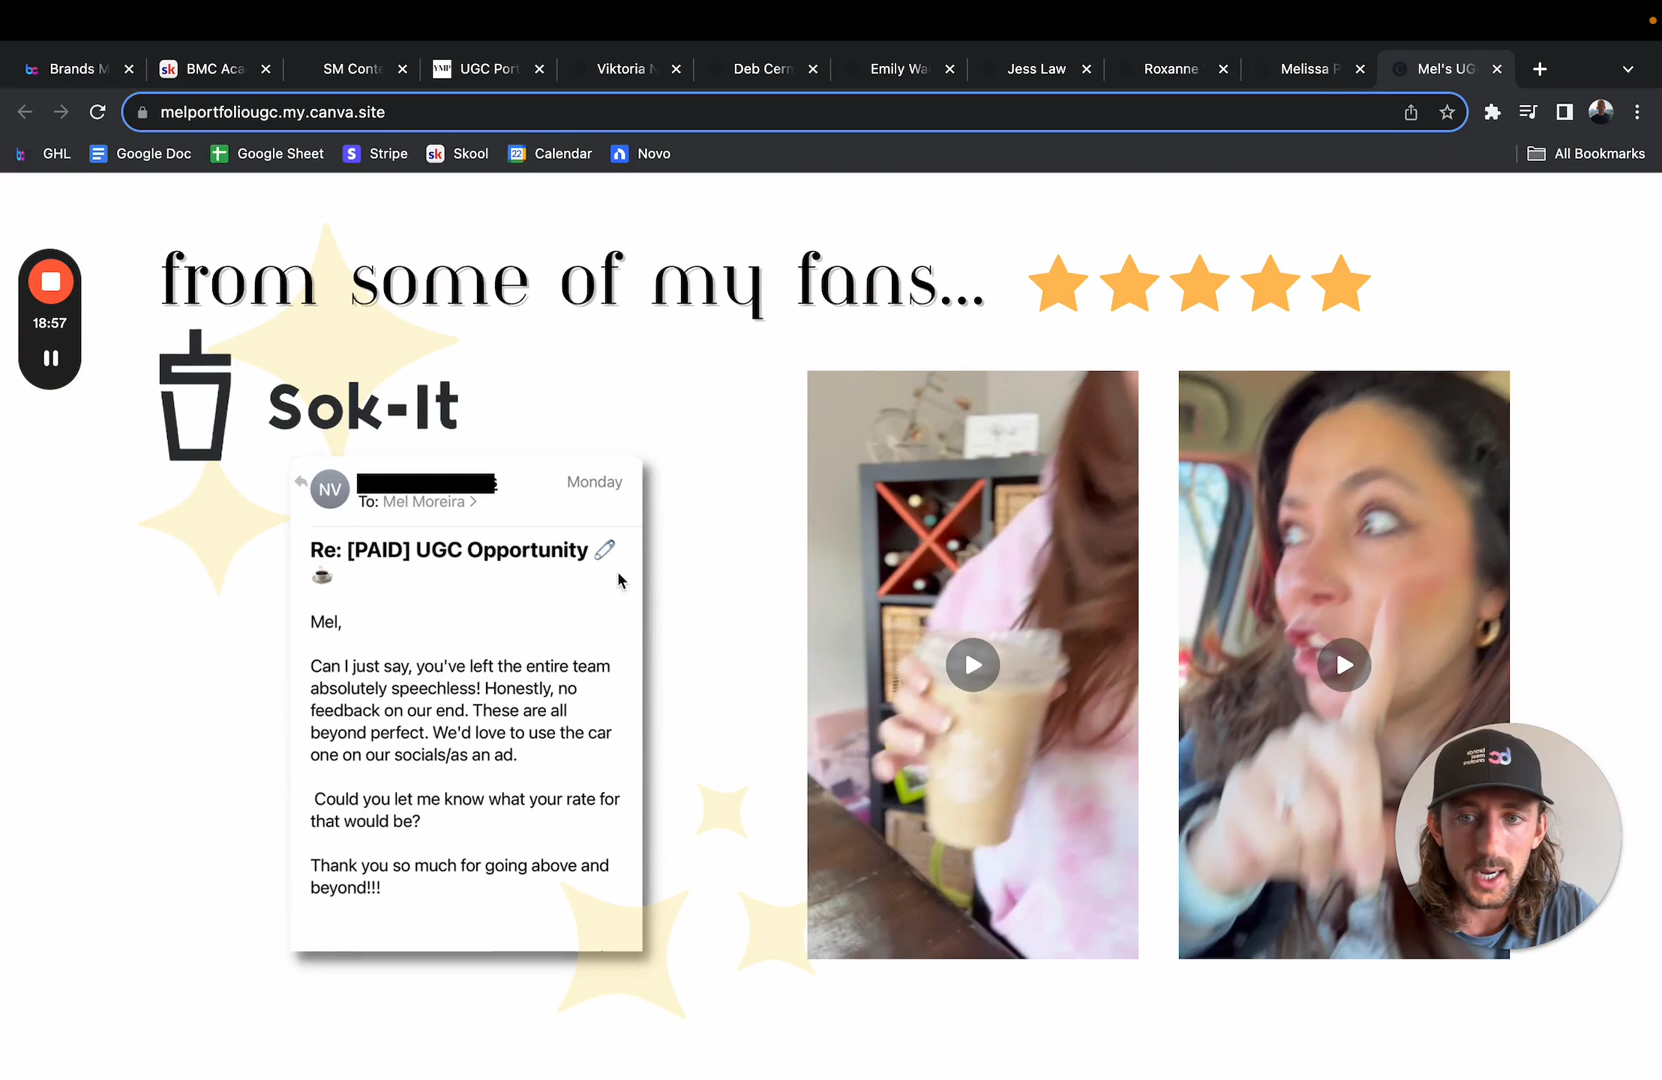 Brands M
BMC Aca
SM Conte
UGC Port
Viktoria N
Deb Cern
Emily Wa
Jess Law
Roxanne
Melissa P
Mel's UG
melportfoliougc.my.canva.site
GHL
Google Doc
Google Sheet
Stripe
Skool
Calendar
Novo
All Bookmarks
from some of my fans...
18:57
Sok-It
NV
Monday
To: Mel Moreira >
Re: [PAID] UGC Opportunity
Mel,
Can I just say, you've left the entire team
absolutely speechless! Honestly, no
feedback on our end. These are all
beyond perfect. We'd love to use the car
one on our socials/as an ad.
Could you let me know what your rate for
that would be?
Thank you so much for going above and
beyond!!!